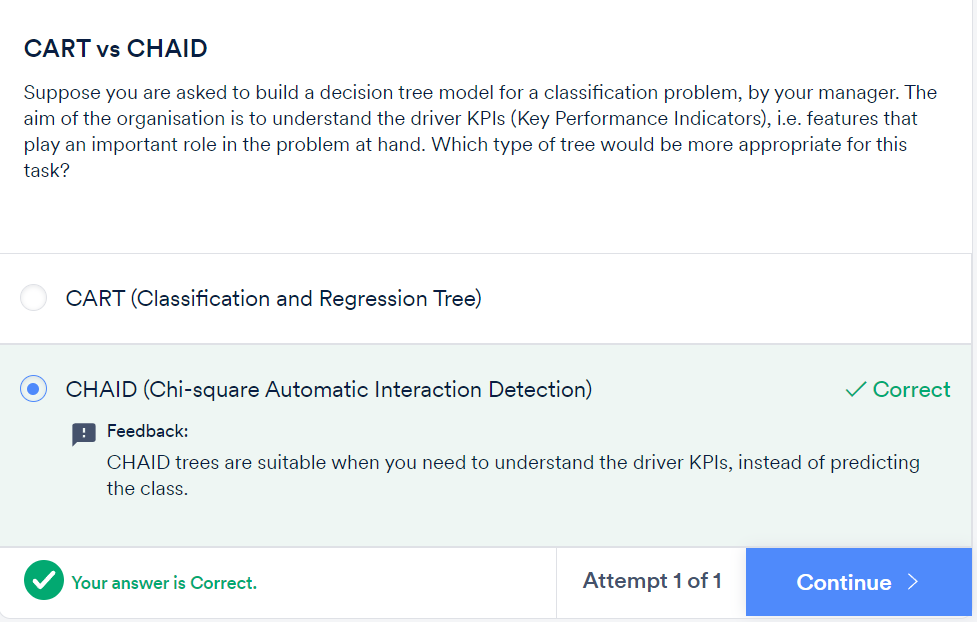 CART vs CHAID
Suppose you are asked to build a decision tree model for a classification problem, by your manager. The
aim of the organisation is to understand the driver KPIs (Key Performance Indicators), i.e. features that
play an important role in the problem at hand. Which type of tree would be more appropriate for this
task?
CART (Classification and Regression Tree)
CHAID (Chi-square Automatic Interaction Detection)
Correct
Feedback:
CHAID trees are suitable when you need to understand the driver KPIs, instead of predicting
the class.
Your answer is Correct.
Attempt 1 of 1
Continue